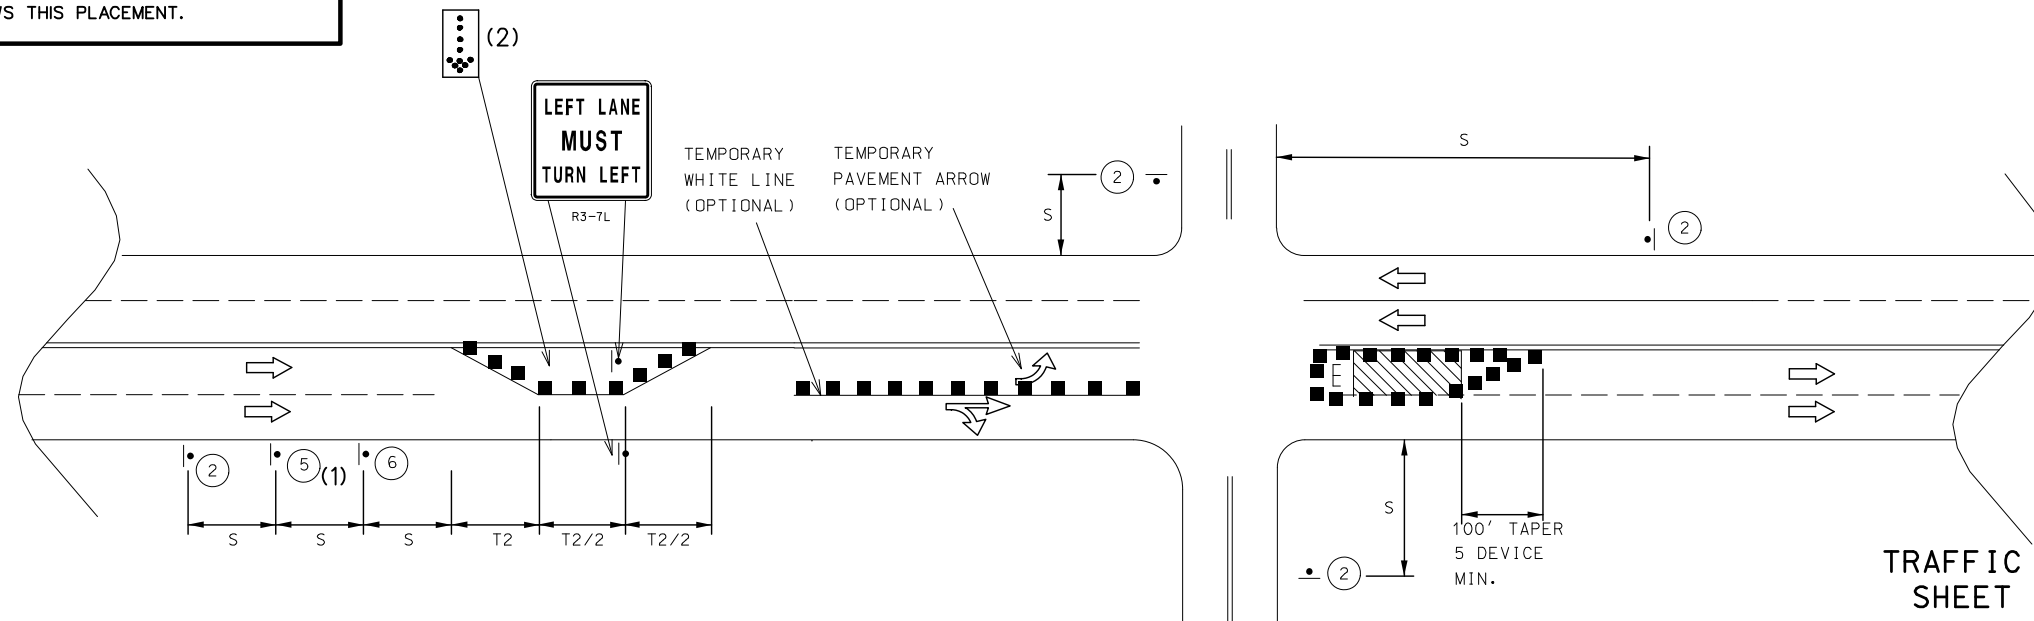 WS THIS PLACEMENT.
(2)
LEFT LANE
MUST
TURN LEFT
R3-7L
TEMPORARY
WHITE LINE
(OPTIONAL)
TEMPORARY
PAVEMENT ARROW
(OPTIONAL)
2
S
S
2
E
2
5
(1)
6
S
S
S
T2
T2/2
T2/2
S
2
100' TAPER
5 DEVICE
MIN.
TRAFFIC
SHEET